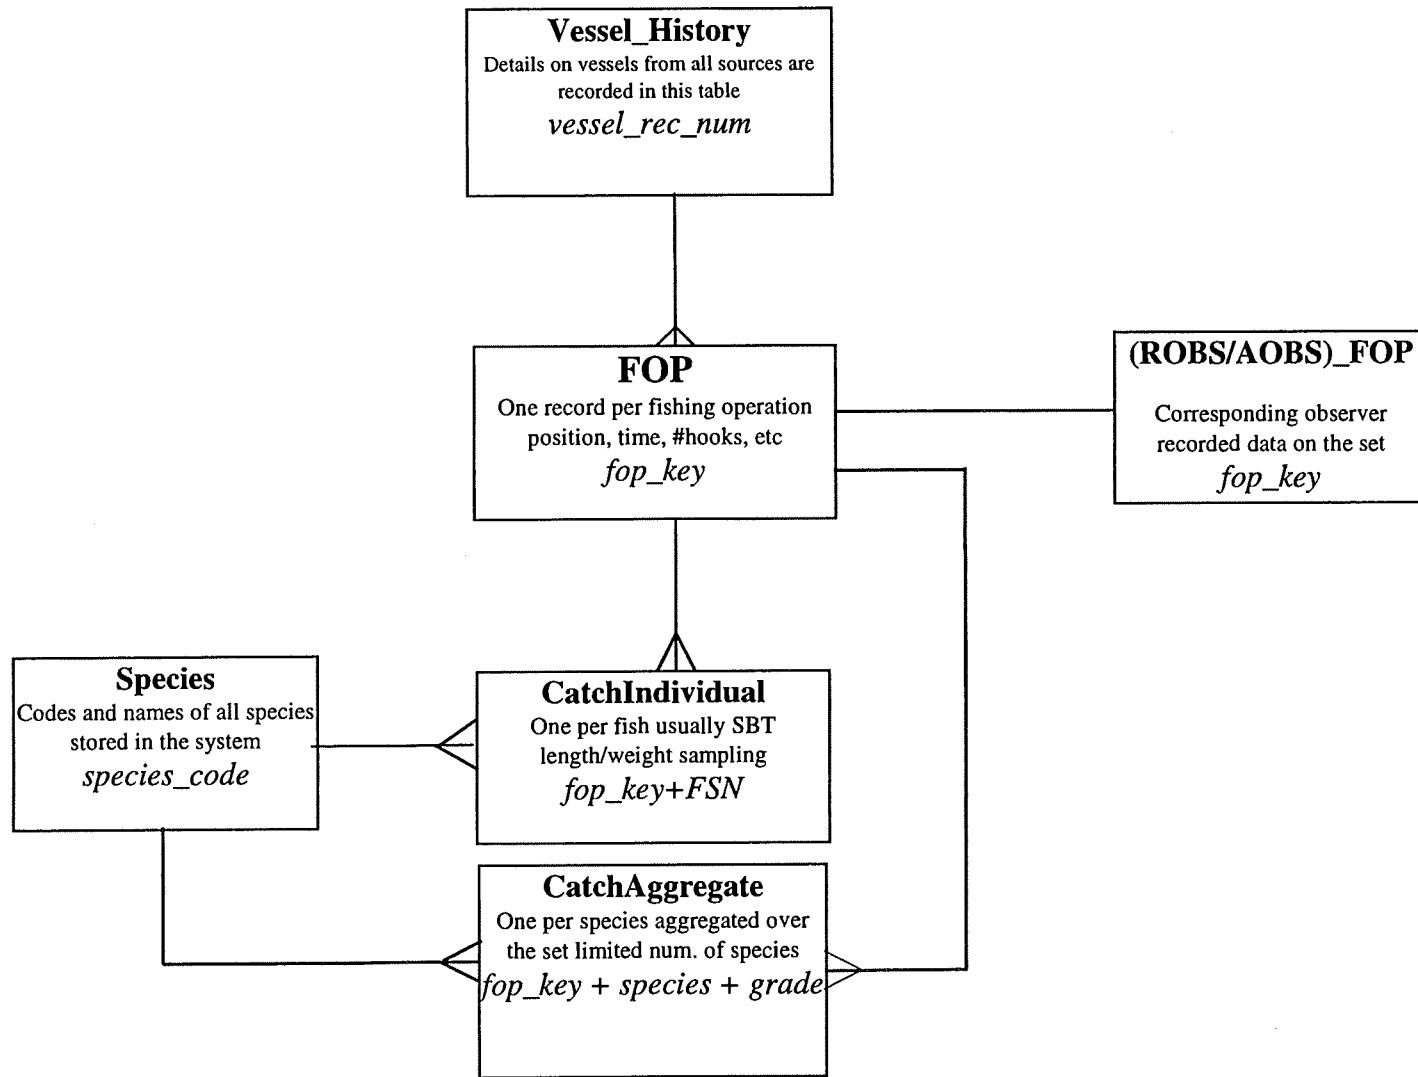 Vessel_History
Details on vessels from all sources are
recorded in this table
vessel_rec_num
FOP
One record per fishing operation
position, time, #hooks, etc
fop_key
(ROBS/AOBS)_FOP
Corresponding observer
recorded data on the set
fop_key
Species
Codes and names of all species
stored in the system
species_code
CatchIndividual
One per fish usually SBT
length/weight sampling
fop_key+FSN
CatchAggregate
One per species aggregated over
the set limited num. of species
fop_key + species + grade